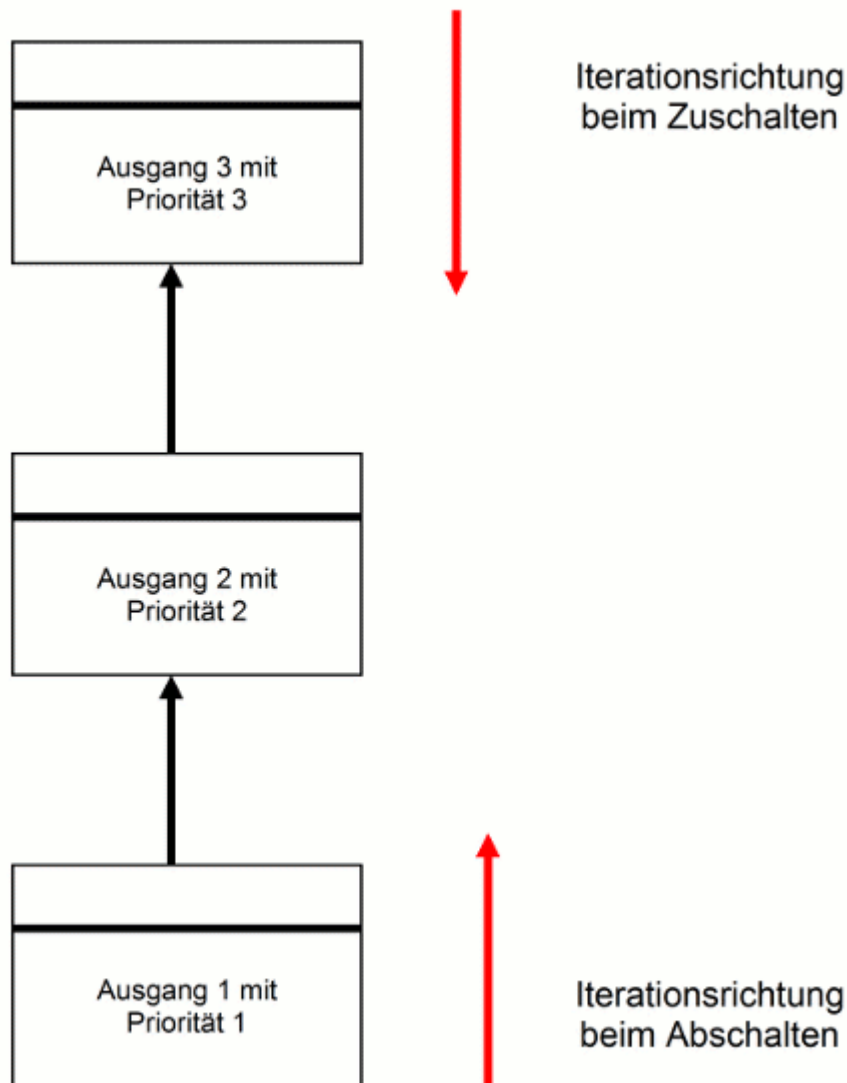 Iterationsrichtung
beim Zuschalten
Ausgang 3 mit
Priorität 3
Ausgang 2 mit
Priorität 2
Ausgang 1 mit
Priorität 1
Iterationsrichtung
beim Abschalten